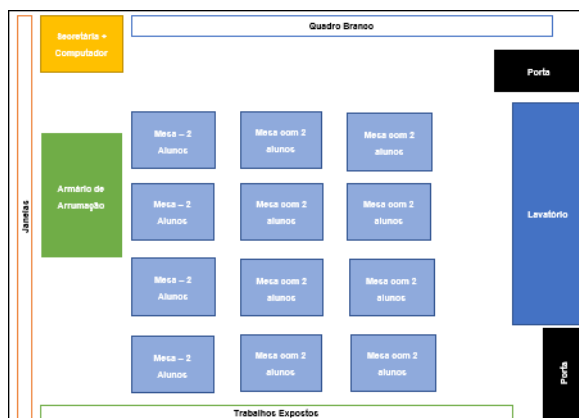 Secretária +
Computador
Quadro Branco
Porta
Mesa – 2
Alunos
Mesa com 2
alunos
Mesa com 2
alunos
Armário de
Arrumação
Janelas
Lavatório
Mesa – 2
Alunos
Mesa com 2
alunos
Mesa com 2
alunos
Mesa – 2
Alunos
Mesa com 2
alunos
Mesa com 2
alunos
Mesa – 2
Alunos
Mesa com 2
alunos
Mesa com 2
alunos
Porta
Trabalhos Expostos